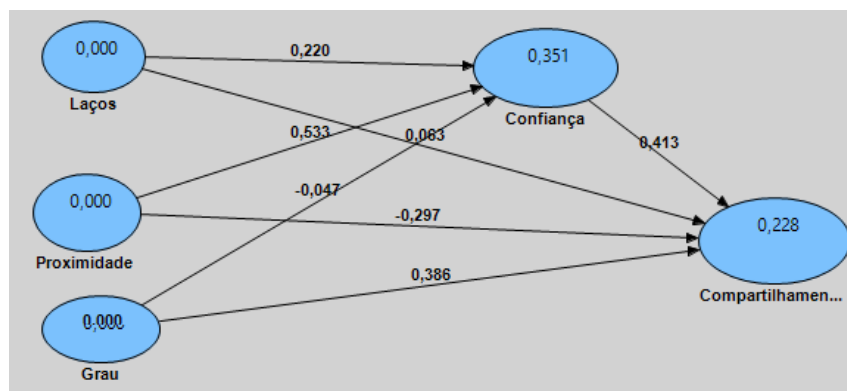 0,000
Laços
0,220
0,351
Confiança
0,533
0,063
0,413
0,000
Proximidade
-0,047
-0,297
0,228
Compartilhamen...
0,386
0,000
Grau